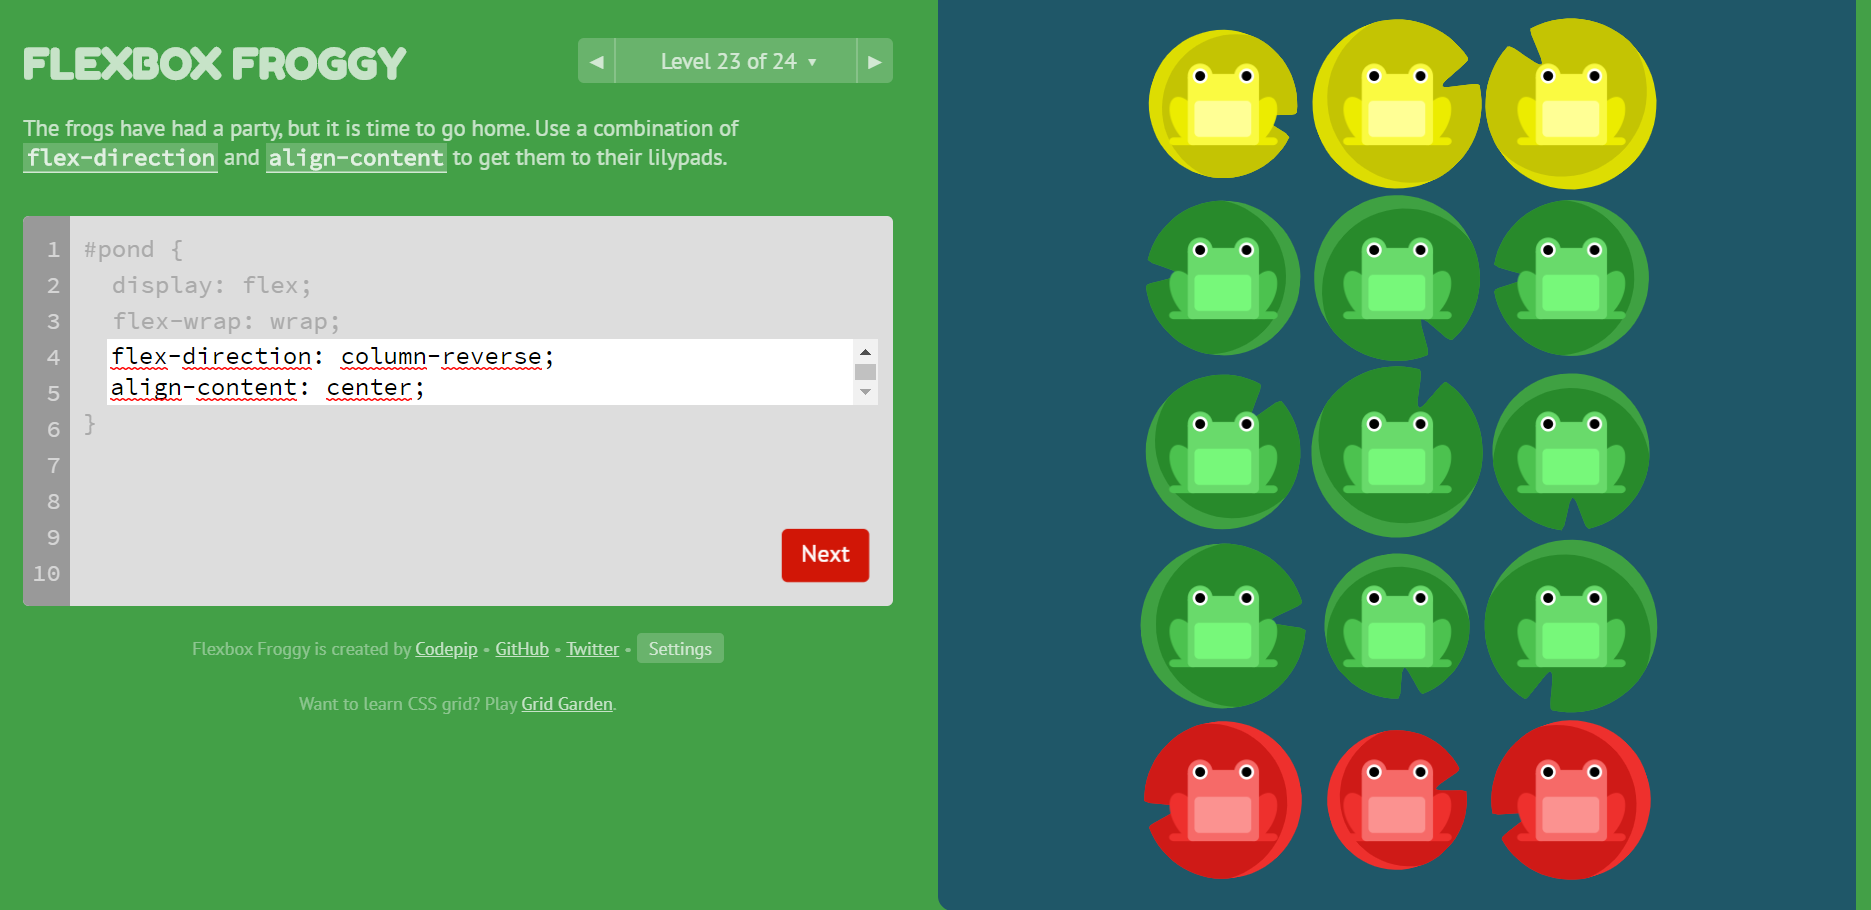 FLEXBOX FROGGY
◀ Level 23 of 24 ▼ ▶
The frogs have had a party, but it is time to go home. Use a combination of
flex-direction and align-content to get them to their lilypads.
1 #pond {
2 display: flex;
3 flex-wrap: wrap;
4 flex-direction: column-reverse;
5 align-content: center;
6 }
7
8
9
10
Next
Flexbox Froggy is created by Codepip • GitHub • Twitter • Settings
Want to learn CSS grid? Play Grid Garden.